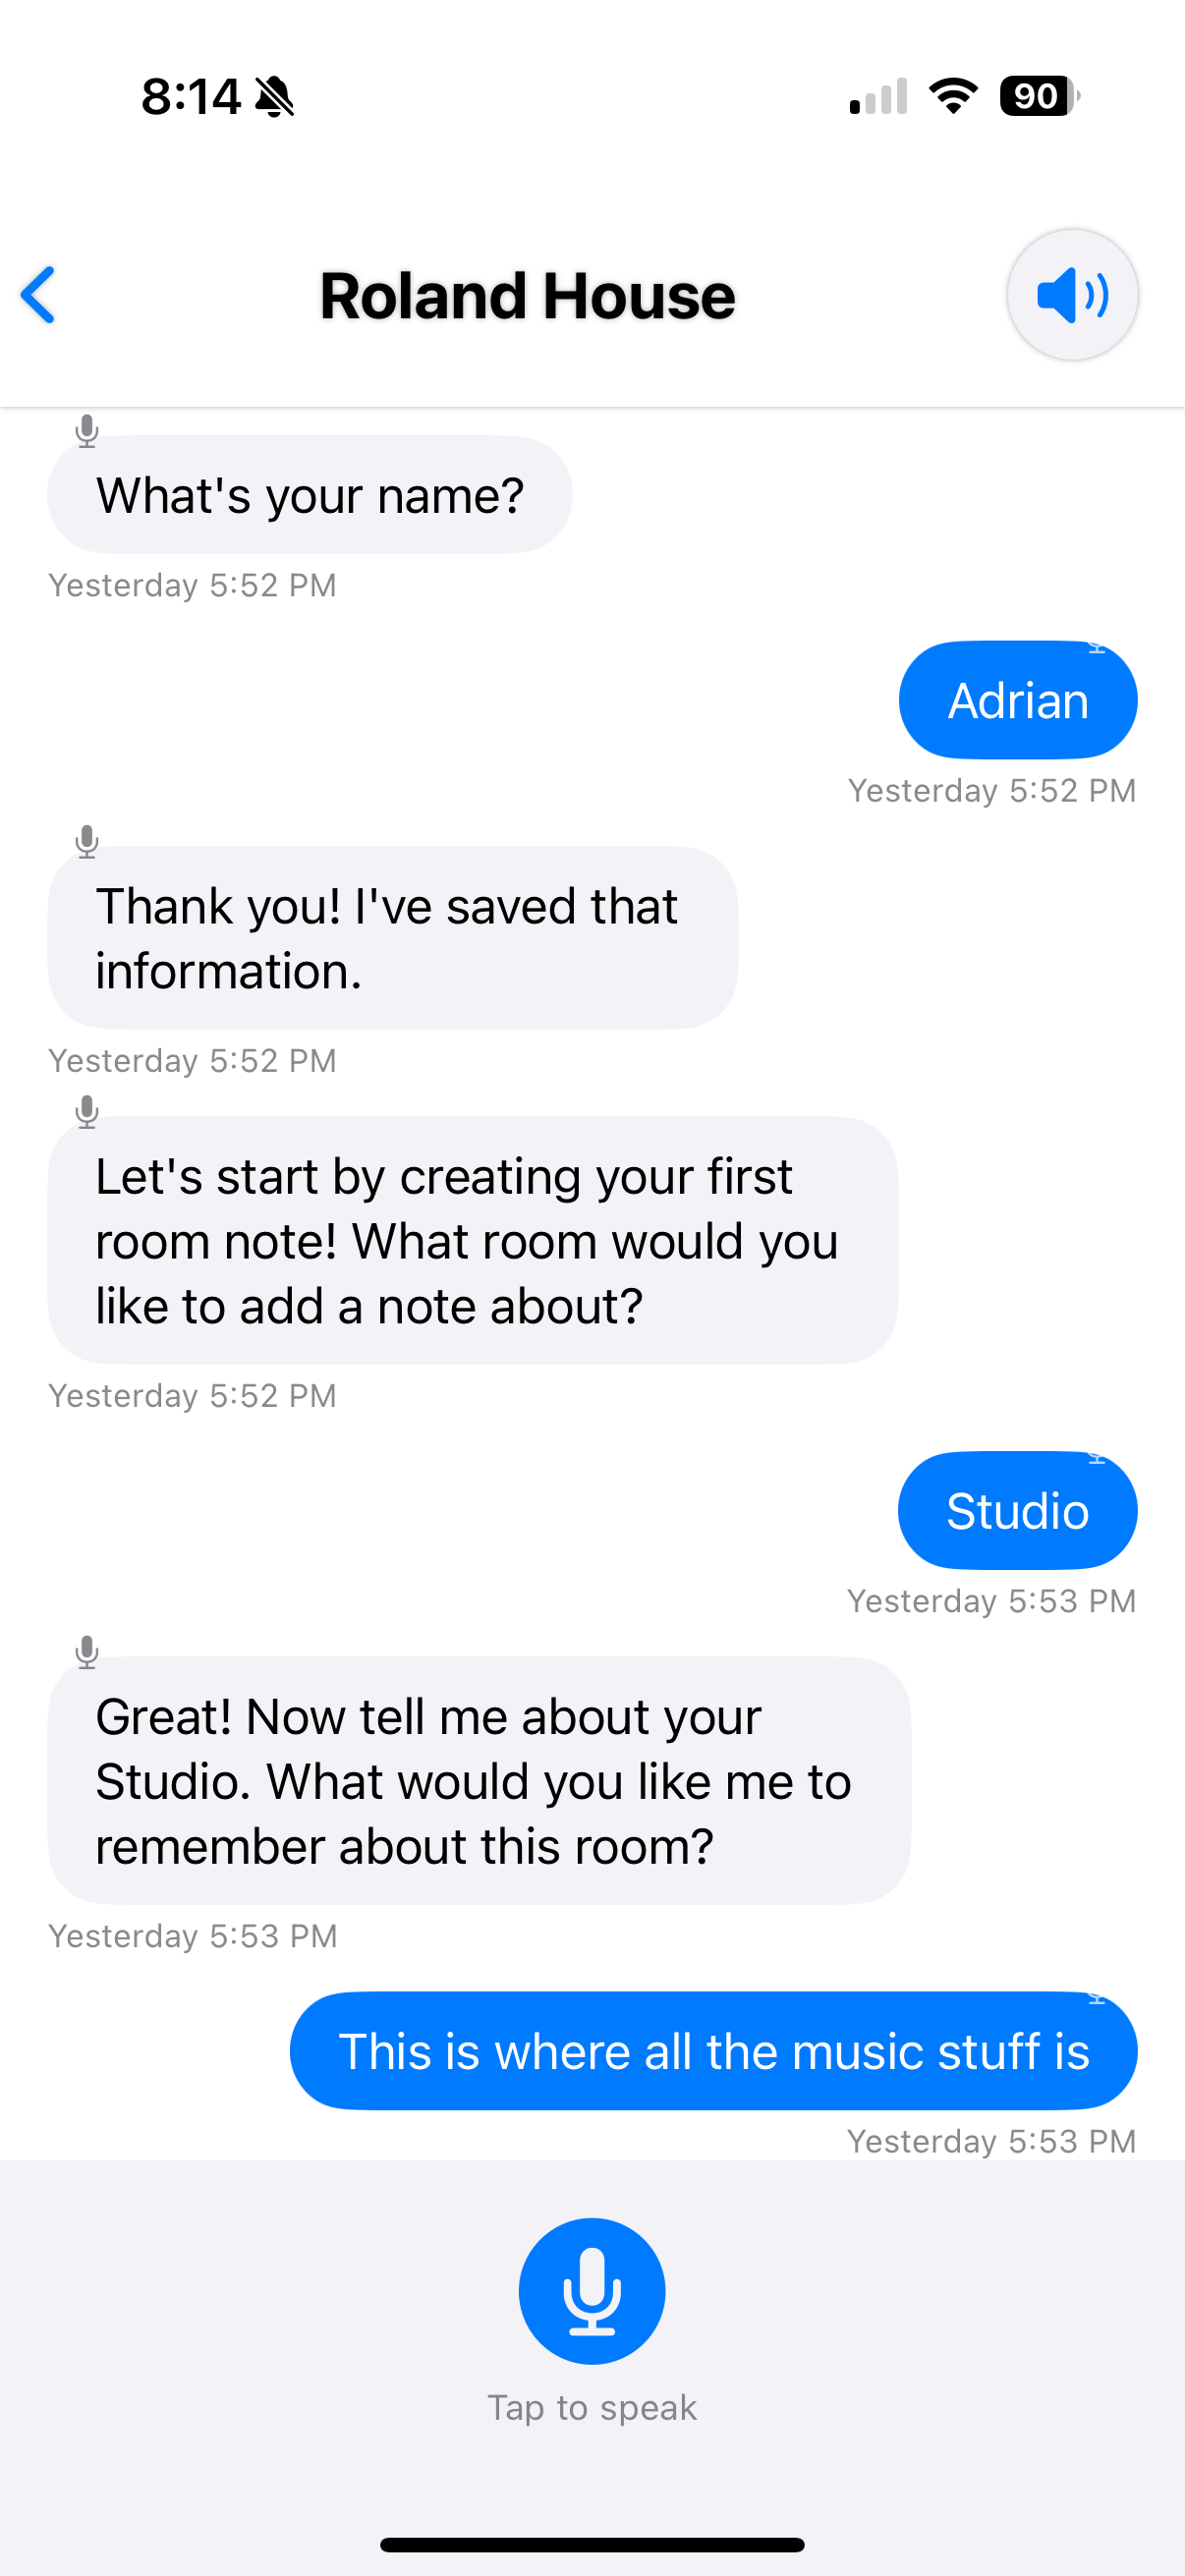 8:14
90
Roland House
What's your name?
Yesterday 5:52 PM
Adrian
Yesterday 5:52 PM
Thank you! I've saved that
information.
Yesterday 5:52 PM
Let's start by creating your first
room note! What room would you
like to add a note about?
Yesterday 5:52 PM
Studio
Yesterday 5:53 PM
Great! Now tell me about your
Studio. What would you like me to
remember about this room?
Yesterday 5:53 PM
This is where all the music stuff is
Yesterday 5:53 PM
Tap to speak